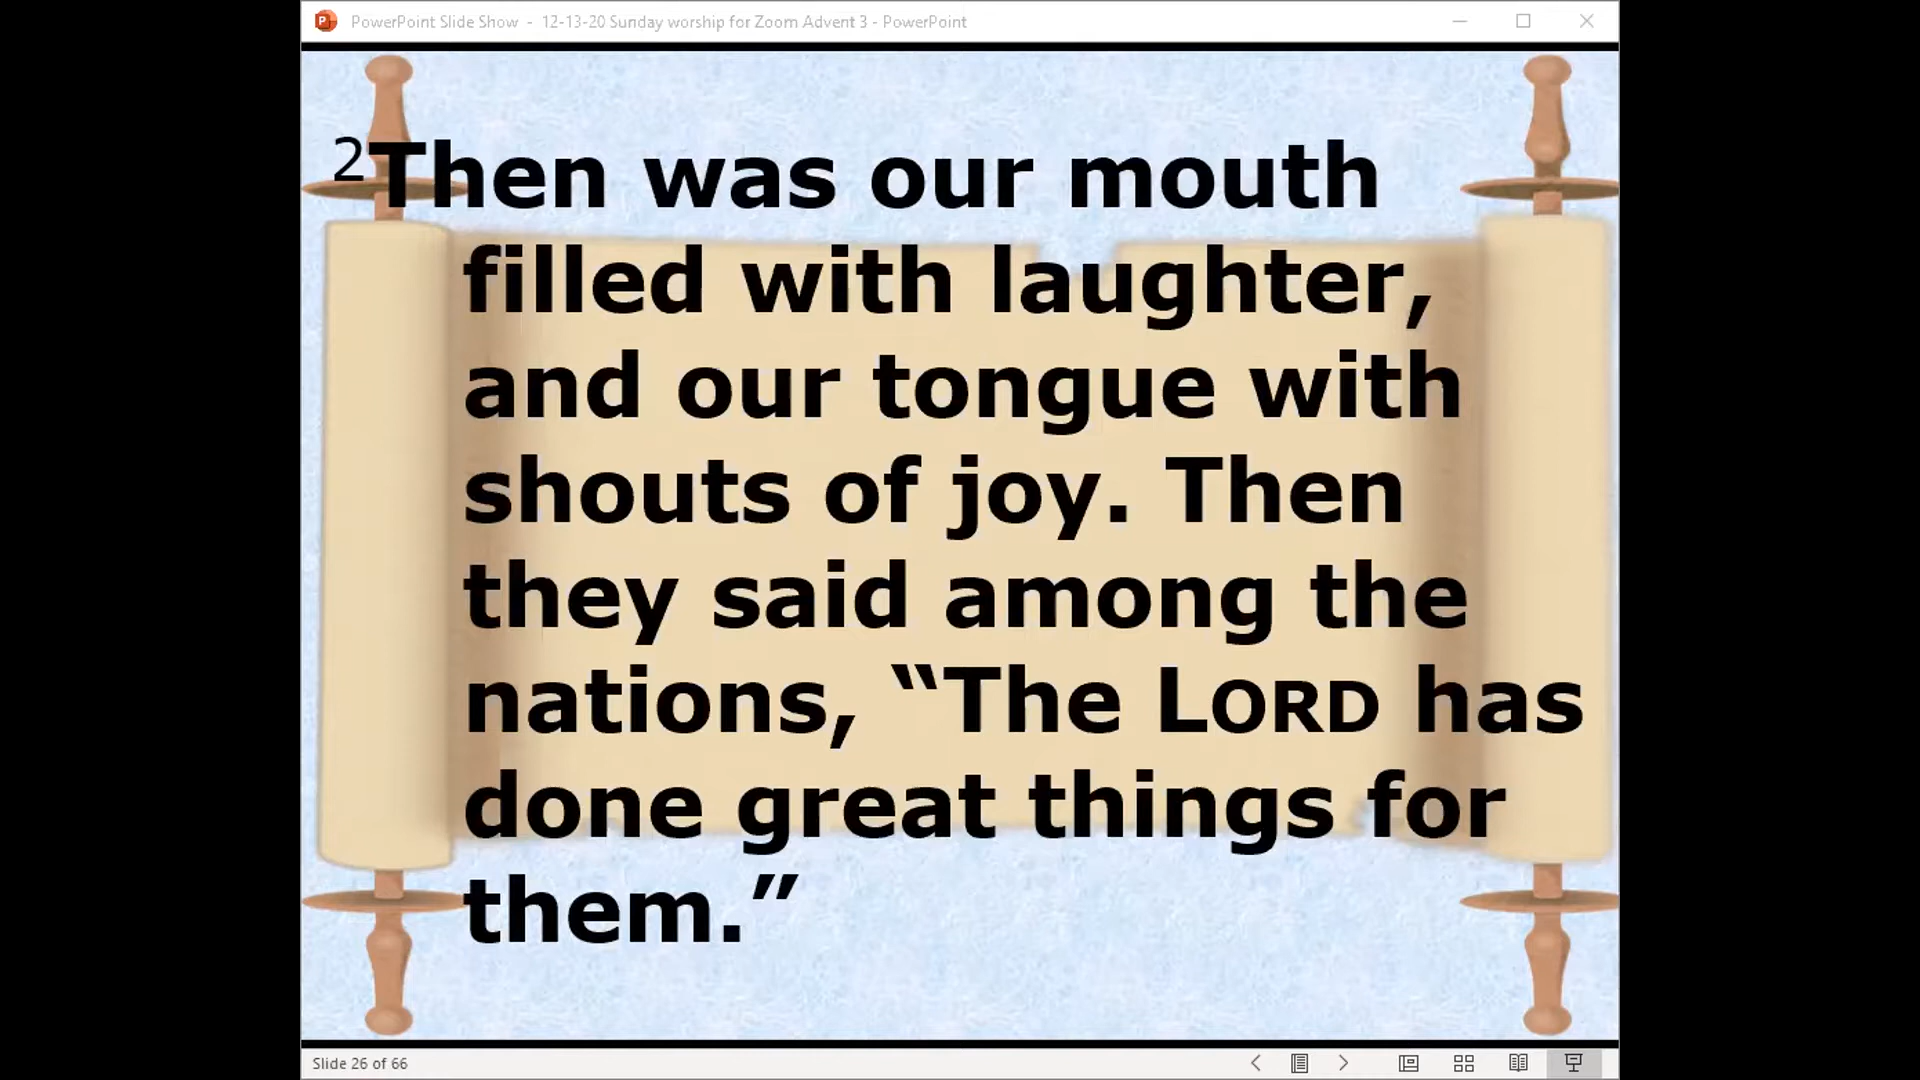 PowerPoint Slide Show - 12-13-20 Sunday worship for Zoom Advent 3 - PowerPoint
2Then was our mouth
filled with laughter,
and our tongue with
shouts of joy. Then
they said among the
nations, “The LORD has
done great things for
them.”
Slide 26 of 66